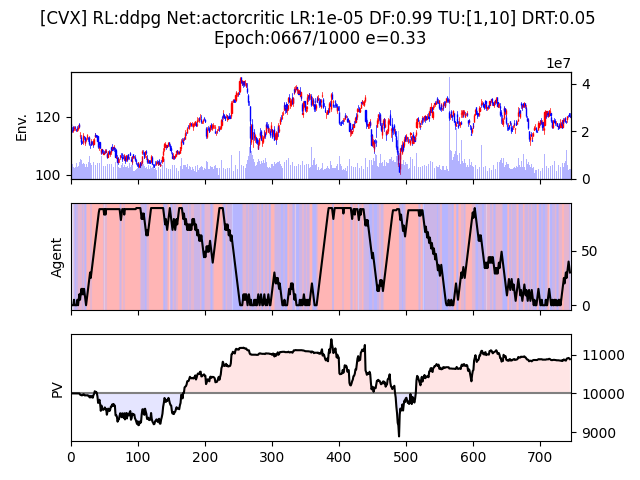 [CVX] RL:ddpg Net:actorcritic LR:1e-05 DF:0.99 TU:[1,10] DRT:0.05
Epoch:0667/1000 e=0.33
1e7
Env.
120
100
4
2
0
Agent
50
0
PV
11000
10000
9000
0 100 200 300 400 500 600 700